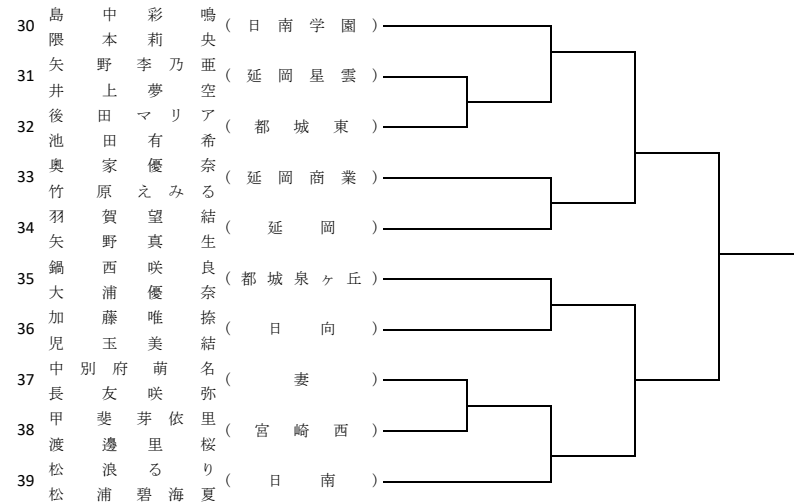 島中彩鳴
30 (日南学園)
隈本莉央
矢野李乃亜
31 (延岡星雲)
井上夢空
後田マリア
32 (都城東)
池田有希
奥家優奈
33 (延岡商業)
竹原えみる
羽賀望結
34 (延岡)
矢野真生
鍋西咲良
35 (都城泉ヶ丘)
大浦優奈
加藤唯捺
36 (日向)
児玉美結
中別府萌名
37 (妻)
長友咲弥
甲斐芽依里
38 (宮崎西)
渡邊里桜
松浪るり
39 (日南)
松浦碧海夏